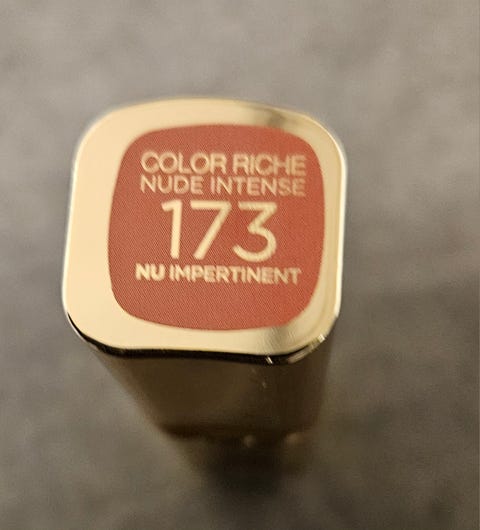 COLOR RICHE
NUDE INTENSE
173
NU IMPERTINENT